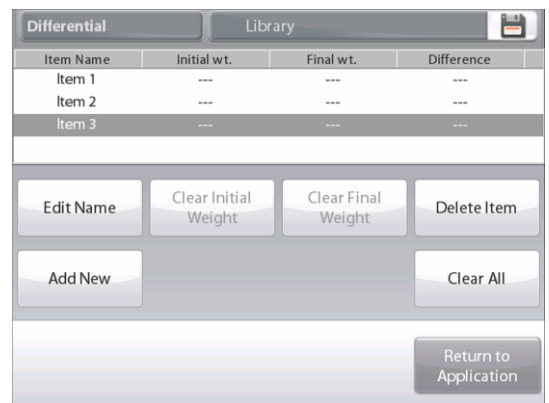 Differential Library
Item Name Initial wt. Final wt. Difference
Item 1 --- --- ---
Item 2 --- --- ---
Item 3 --- --- ---
Edit Name Clear Initial Weight Clear Final Weight Delete Item
Add New Clear All
Return to
Application